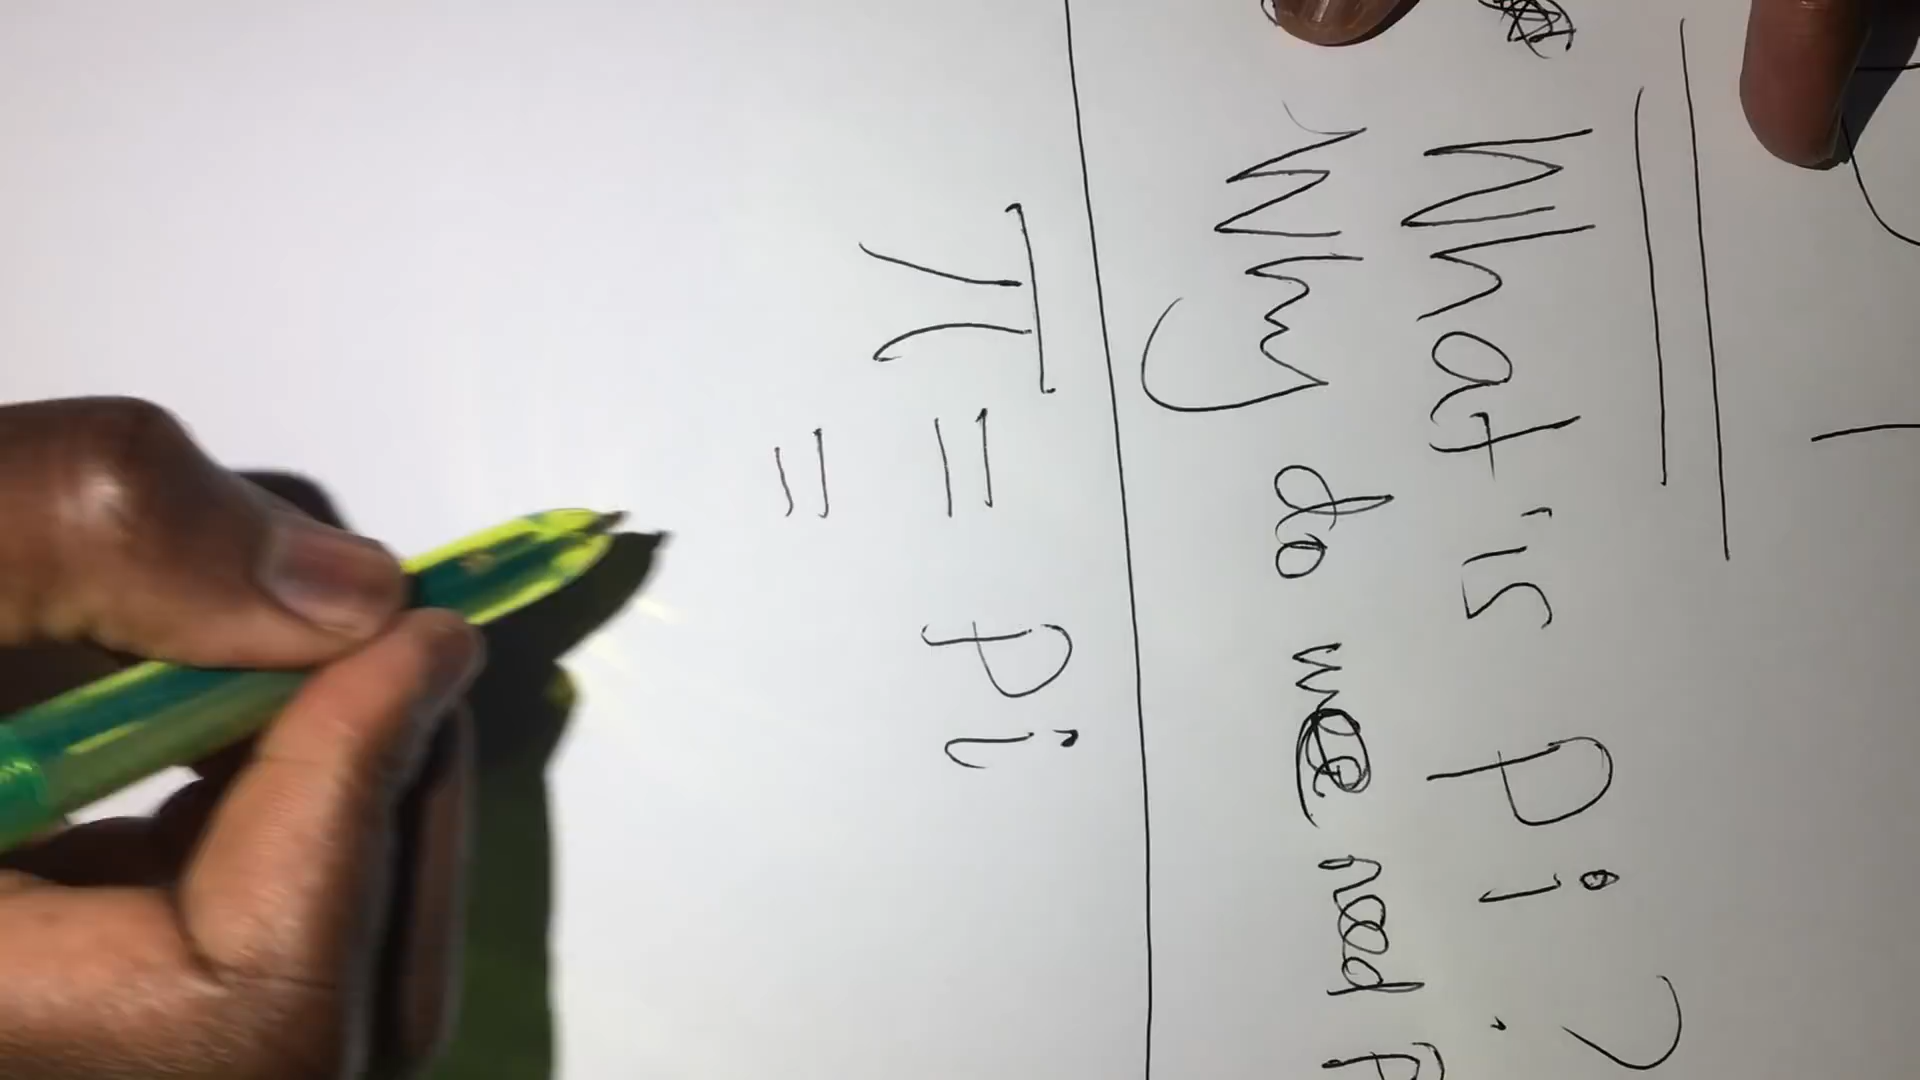 What is Pi?
Why do we need P
π = Pi
=